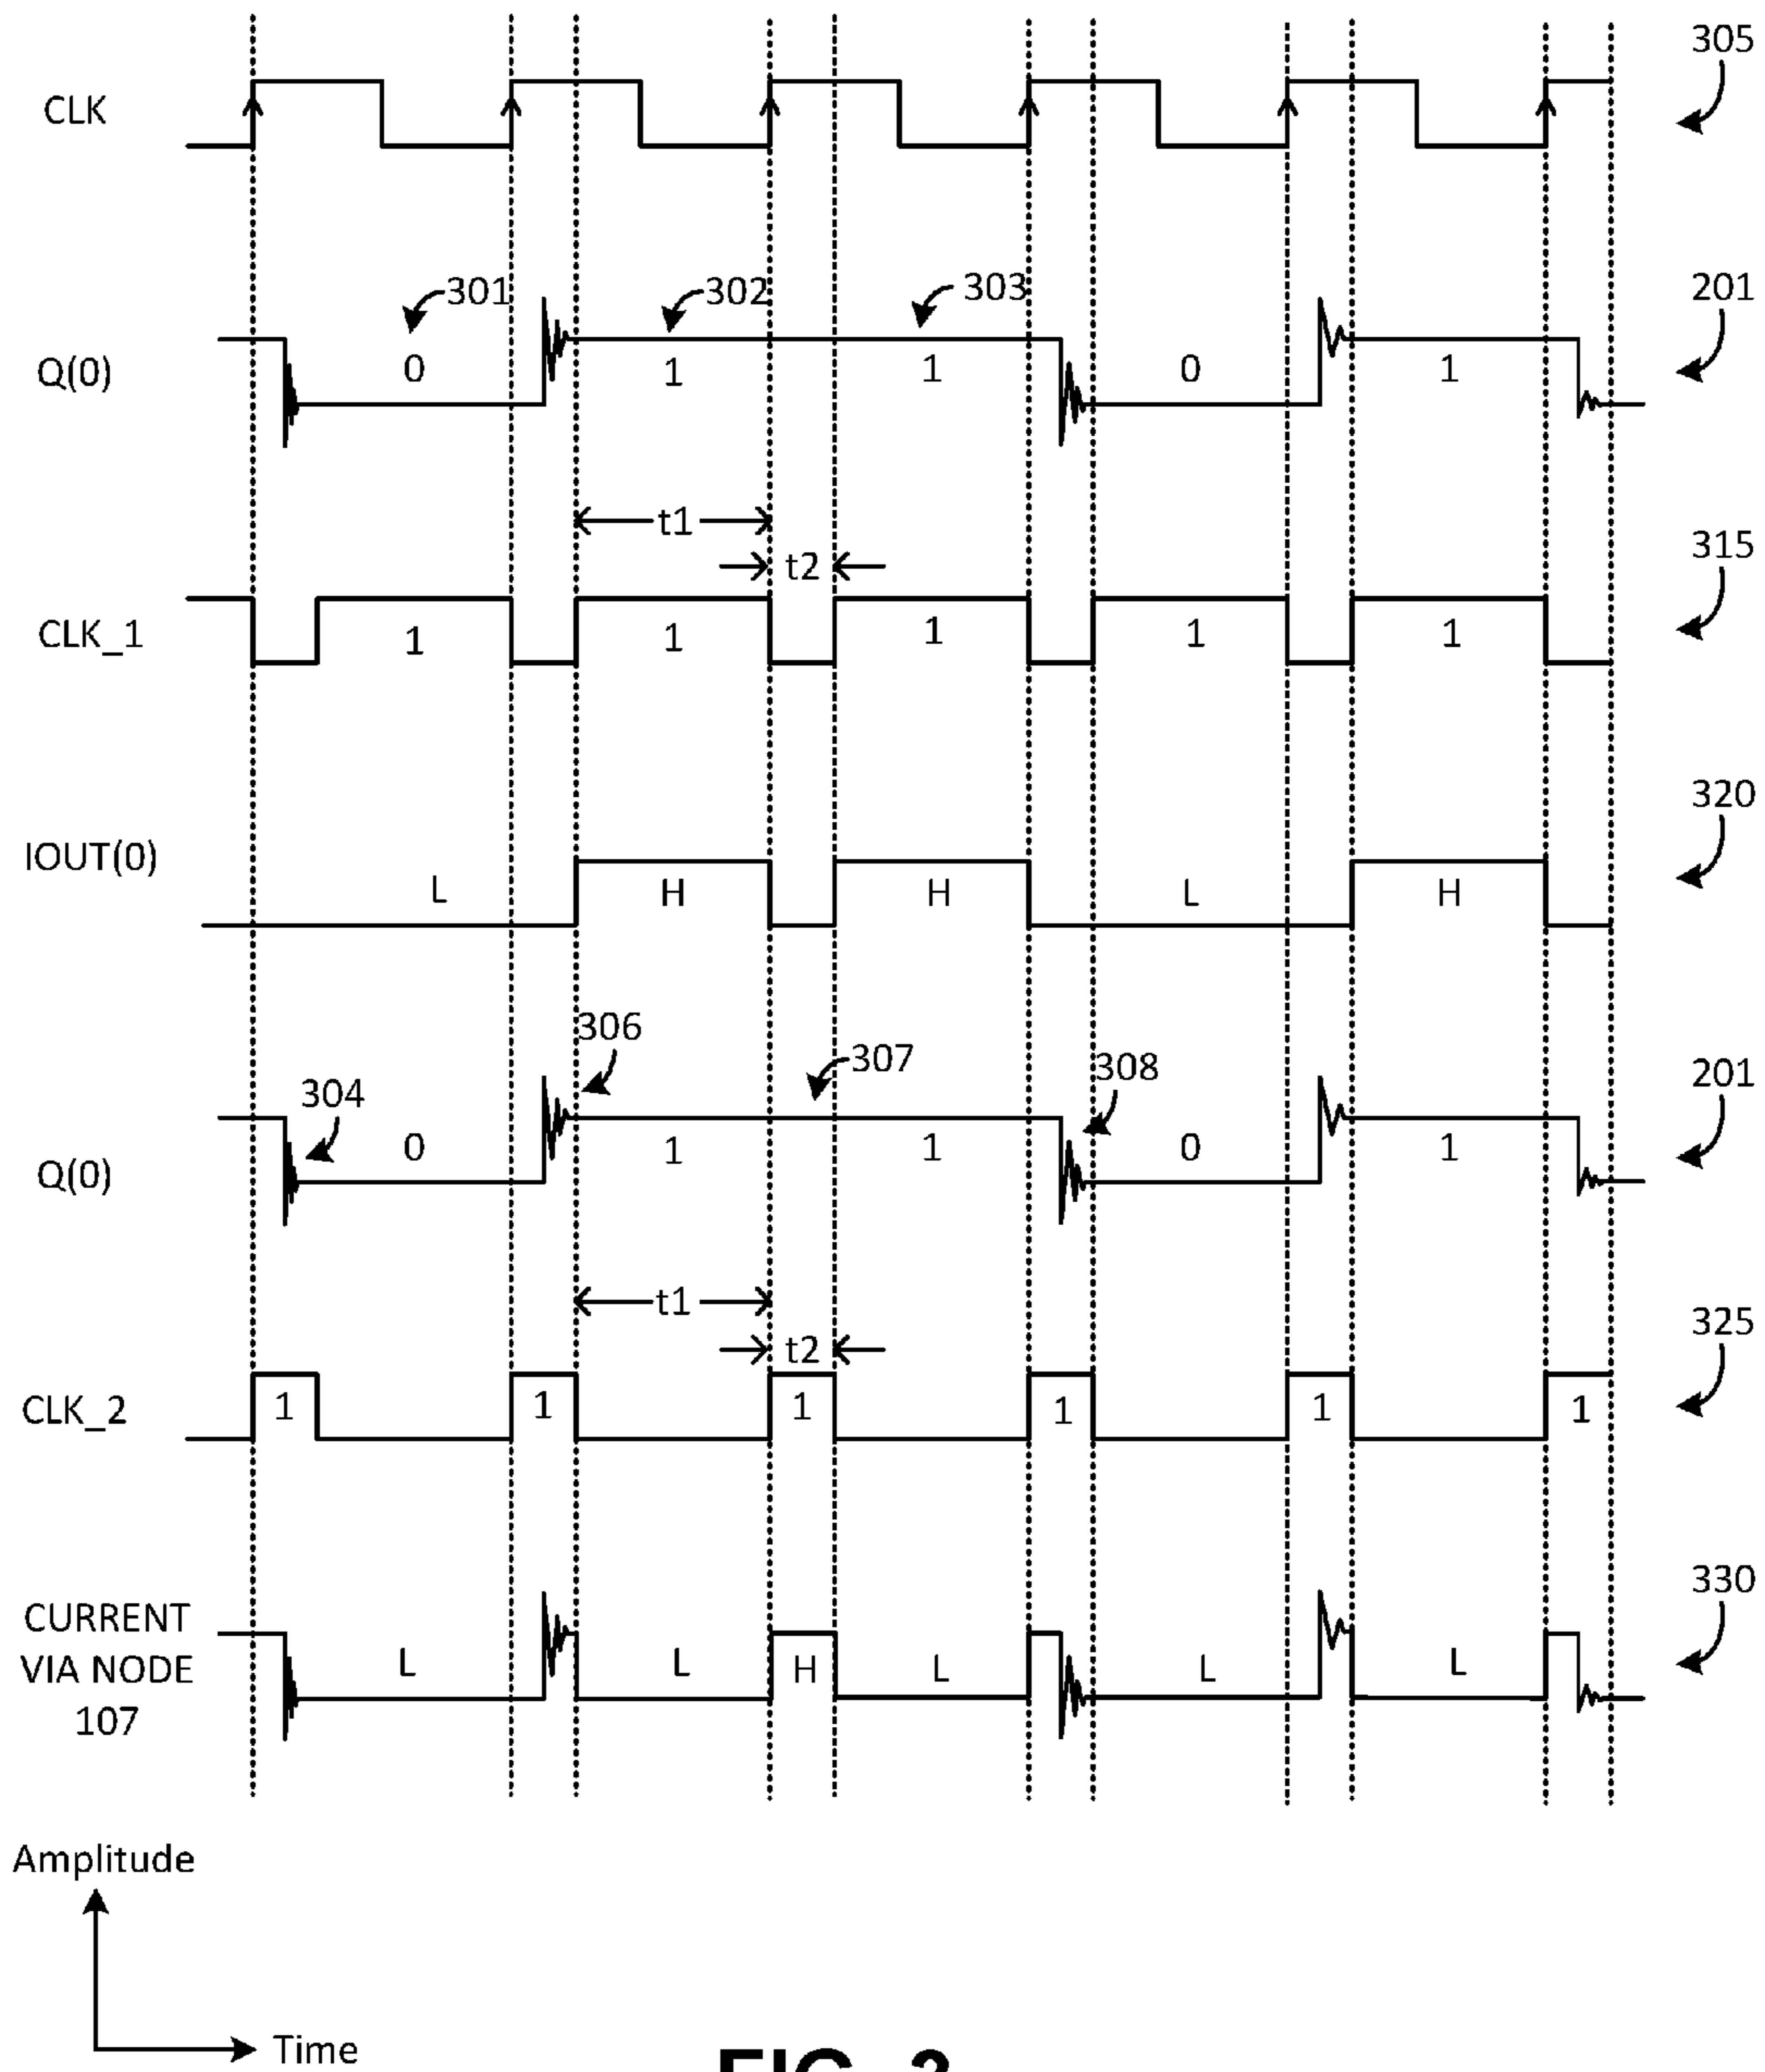 305
CLK
301
302
303
201
Q(0)
0
1
1
0
1
t1
t2
315
CLK_1
1
1
1
1
1
320
IOUT(0)
L
H
H
L
H
306
307
308
304
201
Q(0)
0
1
1
0
1
t1
t2
325
CLK_2
1
1
1
1
1
1
330
CURRENT
VIA NODE
107
L
L
H
L
L
L
Amplitude
Time